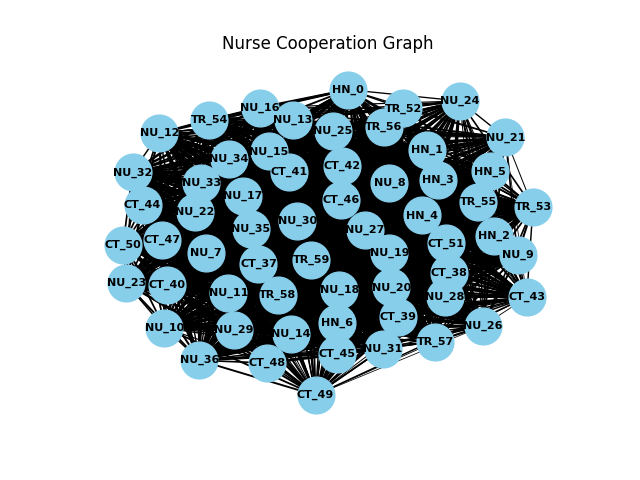 Nurse Cooperation Graph
HN_0
TR_52
NU_24
NU_16
TR_54
NU_13
NU_25
TR_56
NU_12
NU_21
HN_1
NU_15
NU_34
CT_41
CT_42
HN_5
NU_32
NU_33
NU_8
HN_3
NU_17
CT_46
TR_55
TR_53
CT_44
NU_22
HN_4
NU_30
NU_35
NU_27
HN_2
CT_47
CT_50
CT_51
NU_7
NU_19
NU_9
TR_59
CT_37
CT_38
NU_23
CT_40
NU_11
TR_58
NU_18
NU_20
NU_28
CT_43
HN_6
CT_39
NU_10
NU_29
NU_14
NU_26
TR_57
NU_31
CT_45
NU_36
CT_48
CT_49